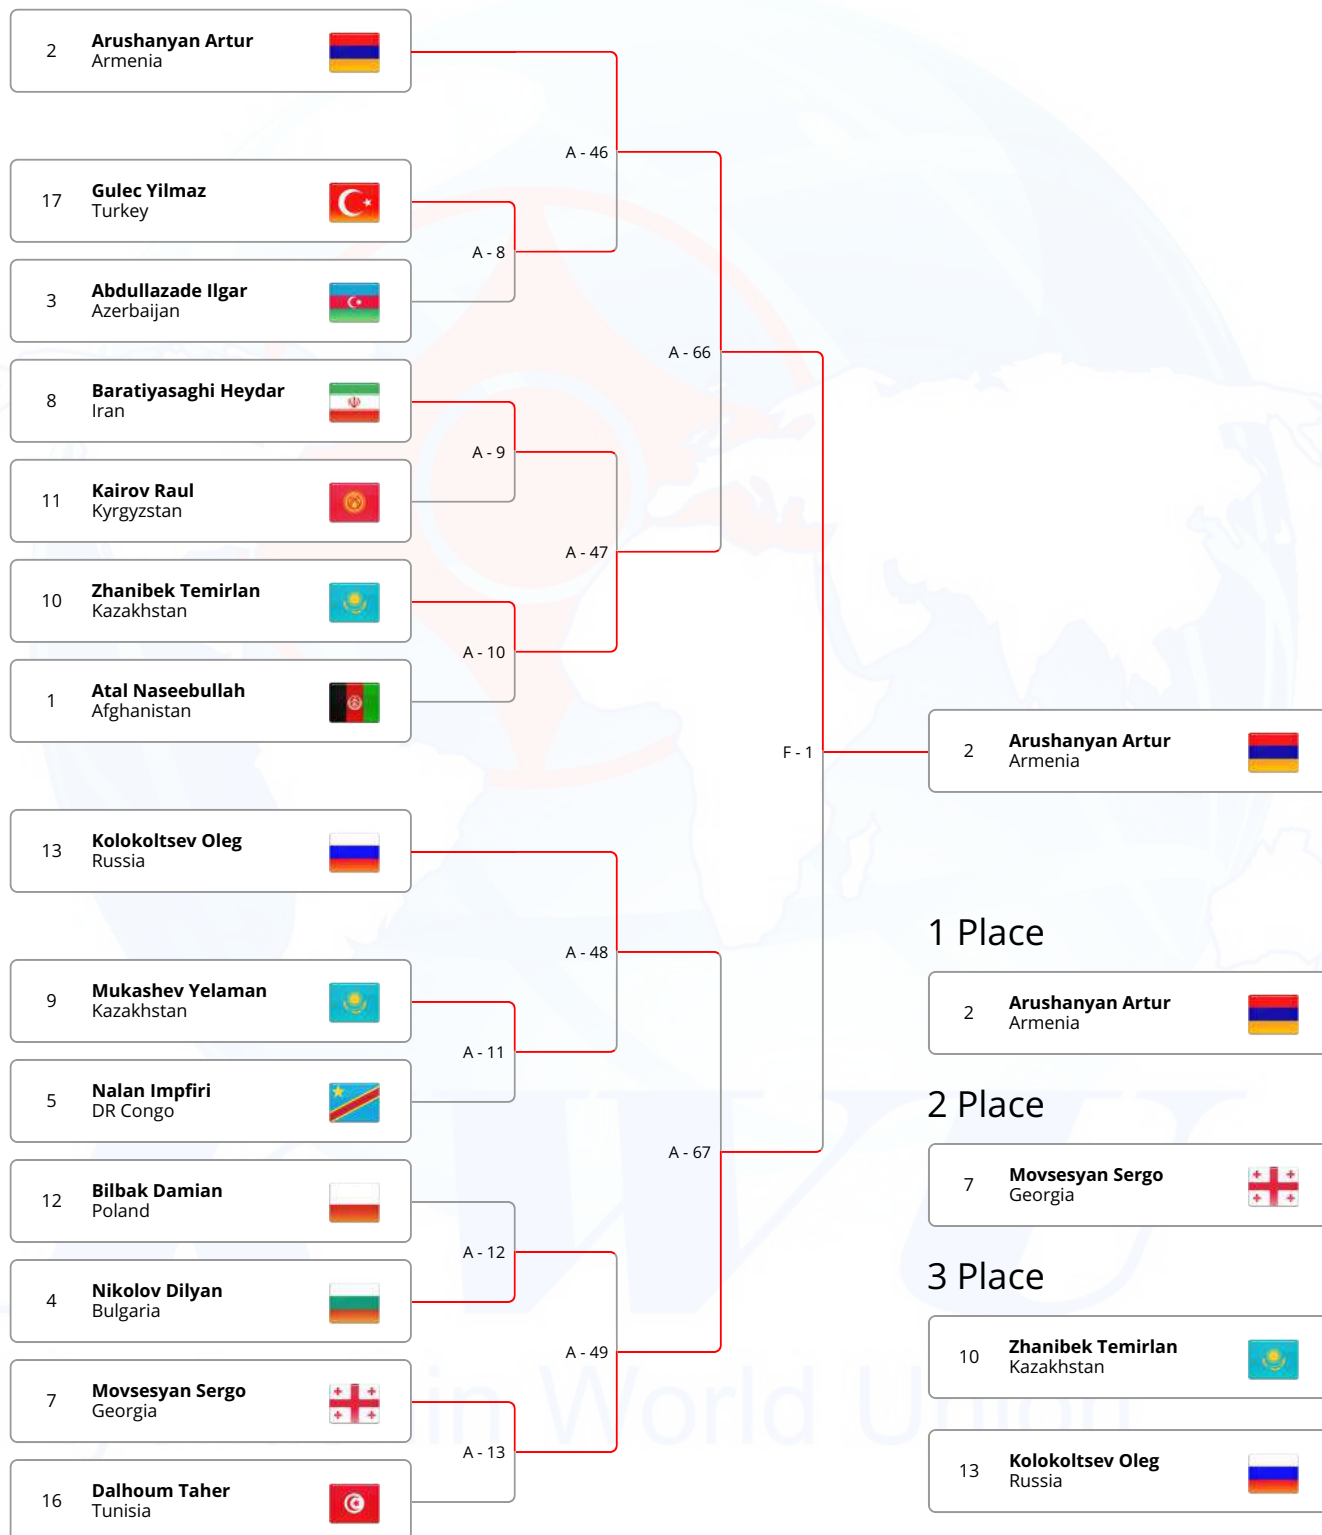 2
Arushanyan Artur
Armenia
A - 46
17
Gulec Yilmaz
Turkey
A - 8
3
Abdullazade Ilgar
Azerbaijan
A - 66
8
Baratiyasaghi Heydar
Iran
A - 9
11
Kairov Raul
Kyrgyzstan
A - 47
10
Zhanibek Temirlan
Kazakhstan
A - 10
1
Atal Naseebullah
Afghanistan
F - 1
2
Arushanyan Artur
Armenia
13
Kolokoltsev Oleg
Russia
A - 48
9
Mukashev Yelaman
Kazakhstan
A - 11
5
Nalan Impfiri
DR Congo
A - 67
12
Bilbak Damian
Poland
A - 12
4
Nikolov Dilyan
Bulgaria
A - 49
7
Movsesyan Sergo
Georgia
A - 13
16
Dalhoum Taher
Tunisia
1 Place
2
Arushanyan Artur
Armenia
2 Place
7
Movsesyan Sergo
Georgia
3 Place
10
Zhanibek Temirlan
Kazakhstan
13
Kolokoltsev Oleg
Russia
World Union